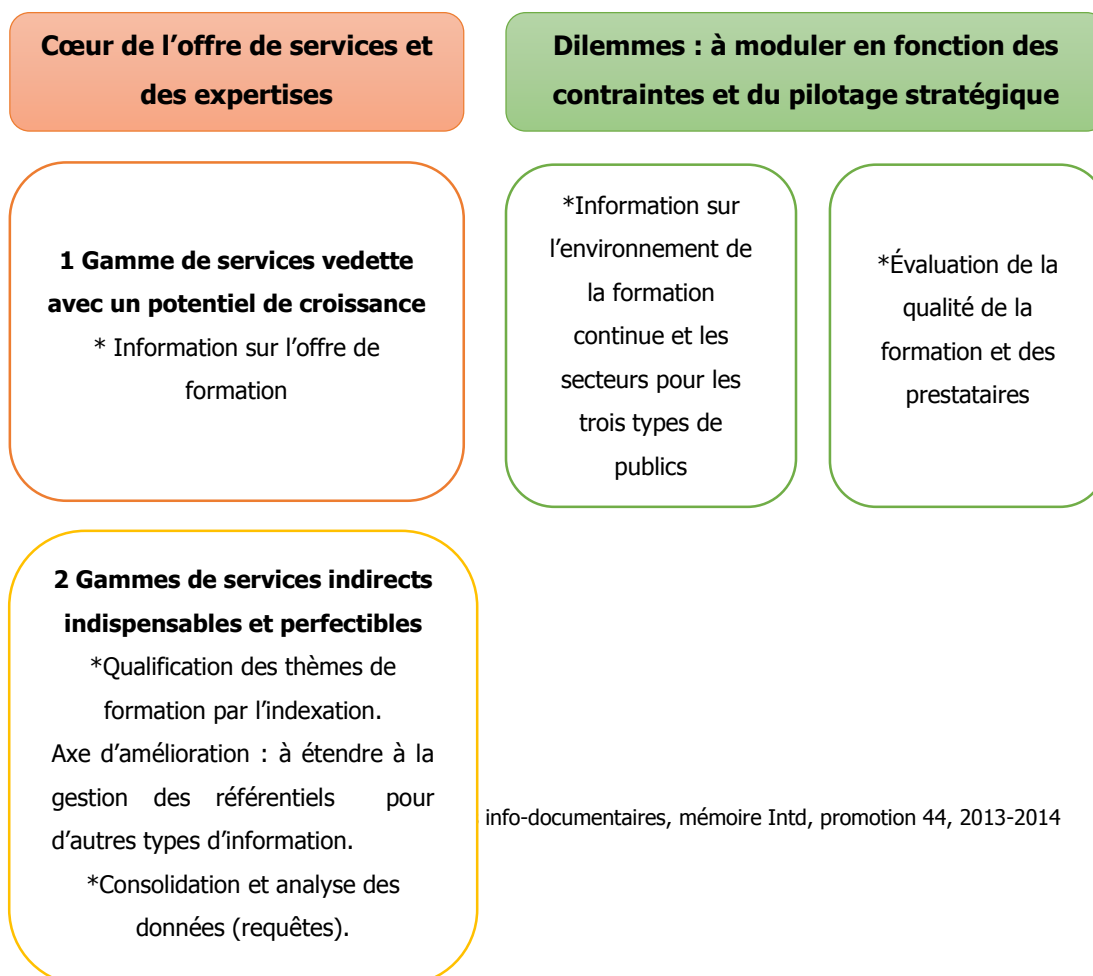 Cœur de l’offre de services et
des expertises
Dilemmes : à moduler en fonction des
contraintes et du pilotage stratégique
1 Gamme de services vedette
avec un potentiel de croissance
* Information sur l’offre de
formation
*Information sur
l’environnement de
la formation
continue et les
secteurs pour les
trois types de
publics
*Évaluation de la
qualité de la
formation et des
prestataires
2 Gammes de services indirects
indispensables et perfectibles
*Qualification des thèmes de
formation par l’indexation.
Axe d’amélioration : à étendre à la
gestion des référentiels pour
d’autres types d’information.
*Consolidation et analyse des
données (requêtes).
info-documentaires, mémoire Intd, promotion 44, 2013-2014